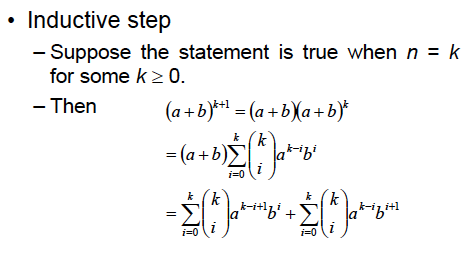 • Inductive step
– Suppose the statement is true when n = k
for some k ≥ 0.
– Then (a + b)^{k+1} = (a + b)(a + b)^k
= (a + b) \sum_{i=0}^{k} \binom{k}{i} a^{k-i} b^i
= \sum_{i=0}^{k} \binom{k}{i} a^{k-i+1} b^i + \sum_{i=0}^{k} \binom{k}{i} a^{k-i} b^{i+1}